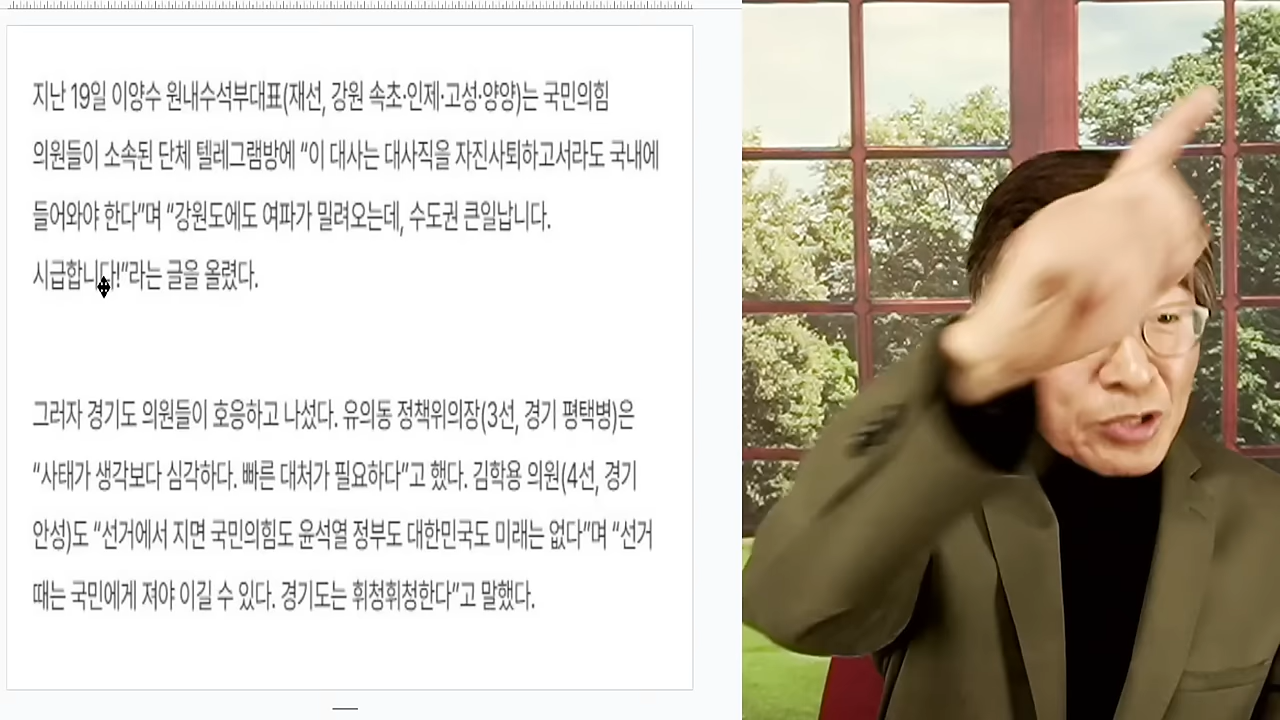 지난 19일 이양수 원내수석부대표(재선, 강원 속초·인제·고성·양양)는 국민의힘
의원들이 소속된 단체 텔레그램방에 “이 대사는 대사직을 자진사퇴하고서라도 국내에
들어와야 한다”며 “강원도에도 여파가 밀려오는데, 수도권 큰일납니다.
시급합니다!”라는 글을 올렸다.
그러자 경기도 의원들이 호응하고 나섰다. 유의동 정책위의장(3선, 경기 평택병)은
“사태가 생각보다 심각하다. 빠른 대처가 필요하다”고 했다. 김학용 의원(4선, 경기
안성)도 “선거에서 지면 국민의힘도 윤석열 정부도 대한민국도 미래는 없다”며 “선거
때는 국민에게 져야 이길 수 있다. 경기도는 휘청휘청한다”고 말했다.